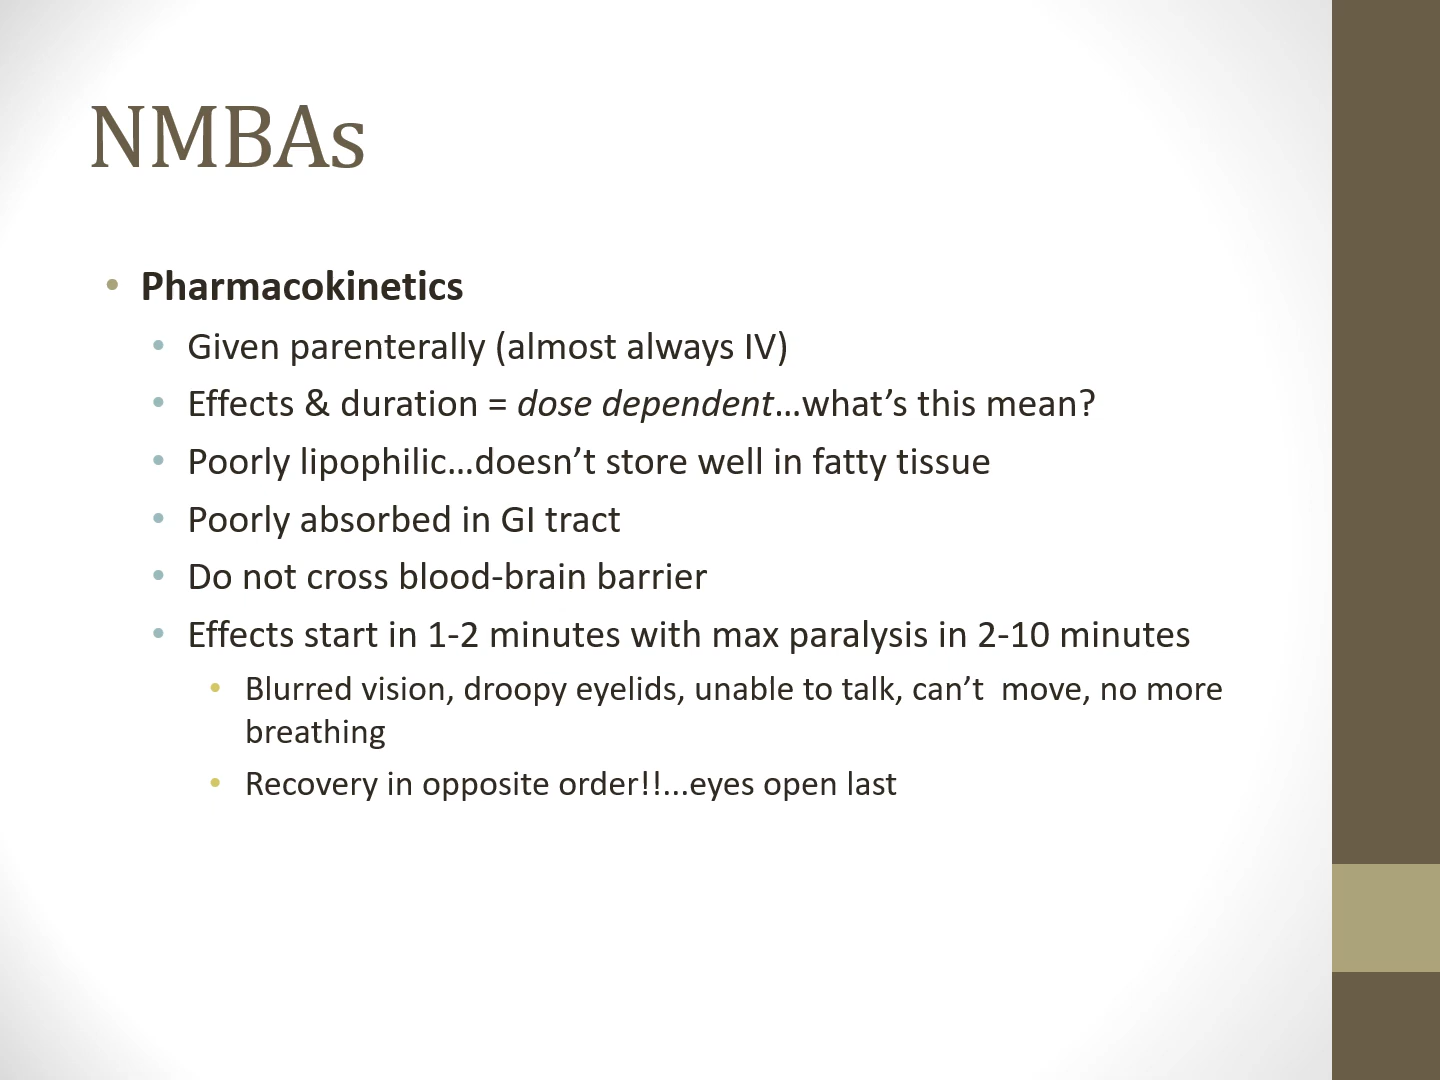 NMBAs
• Pharmacokinetics
• Given parenterally (almost always IV)
• Effects & duration = dose dependent…what’s this mean?
• Poorly lipophilic…doesn’t store well in fatty tissue
• Poorly absorbed in GI tract
• Do not cross blood-brain barrier
• Effects start in 1-2 minutes with max paralysis in 2-10 minutes
• Blurred vision, droopy eyelids, unable to talk, can’t  move, no more
breathing
• Recovery in opposite order!!...eyes open last